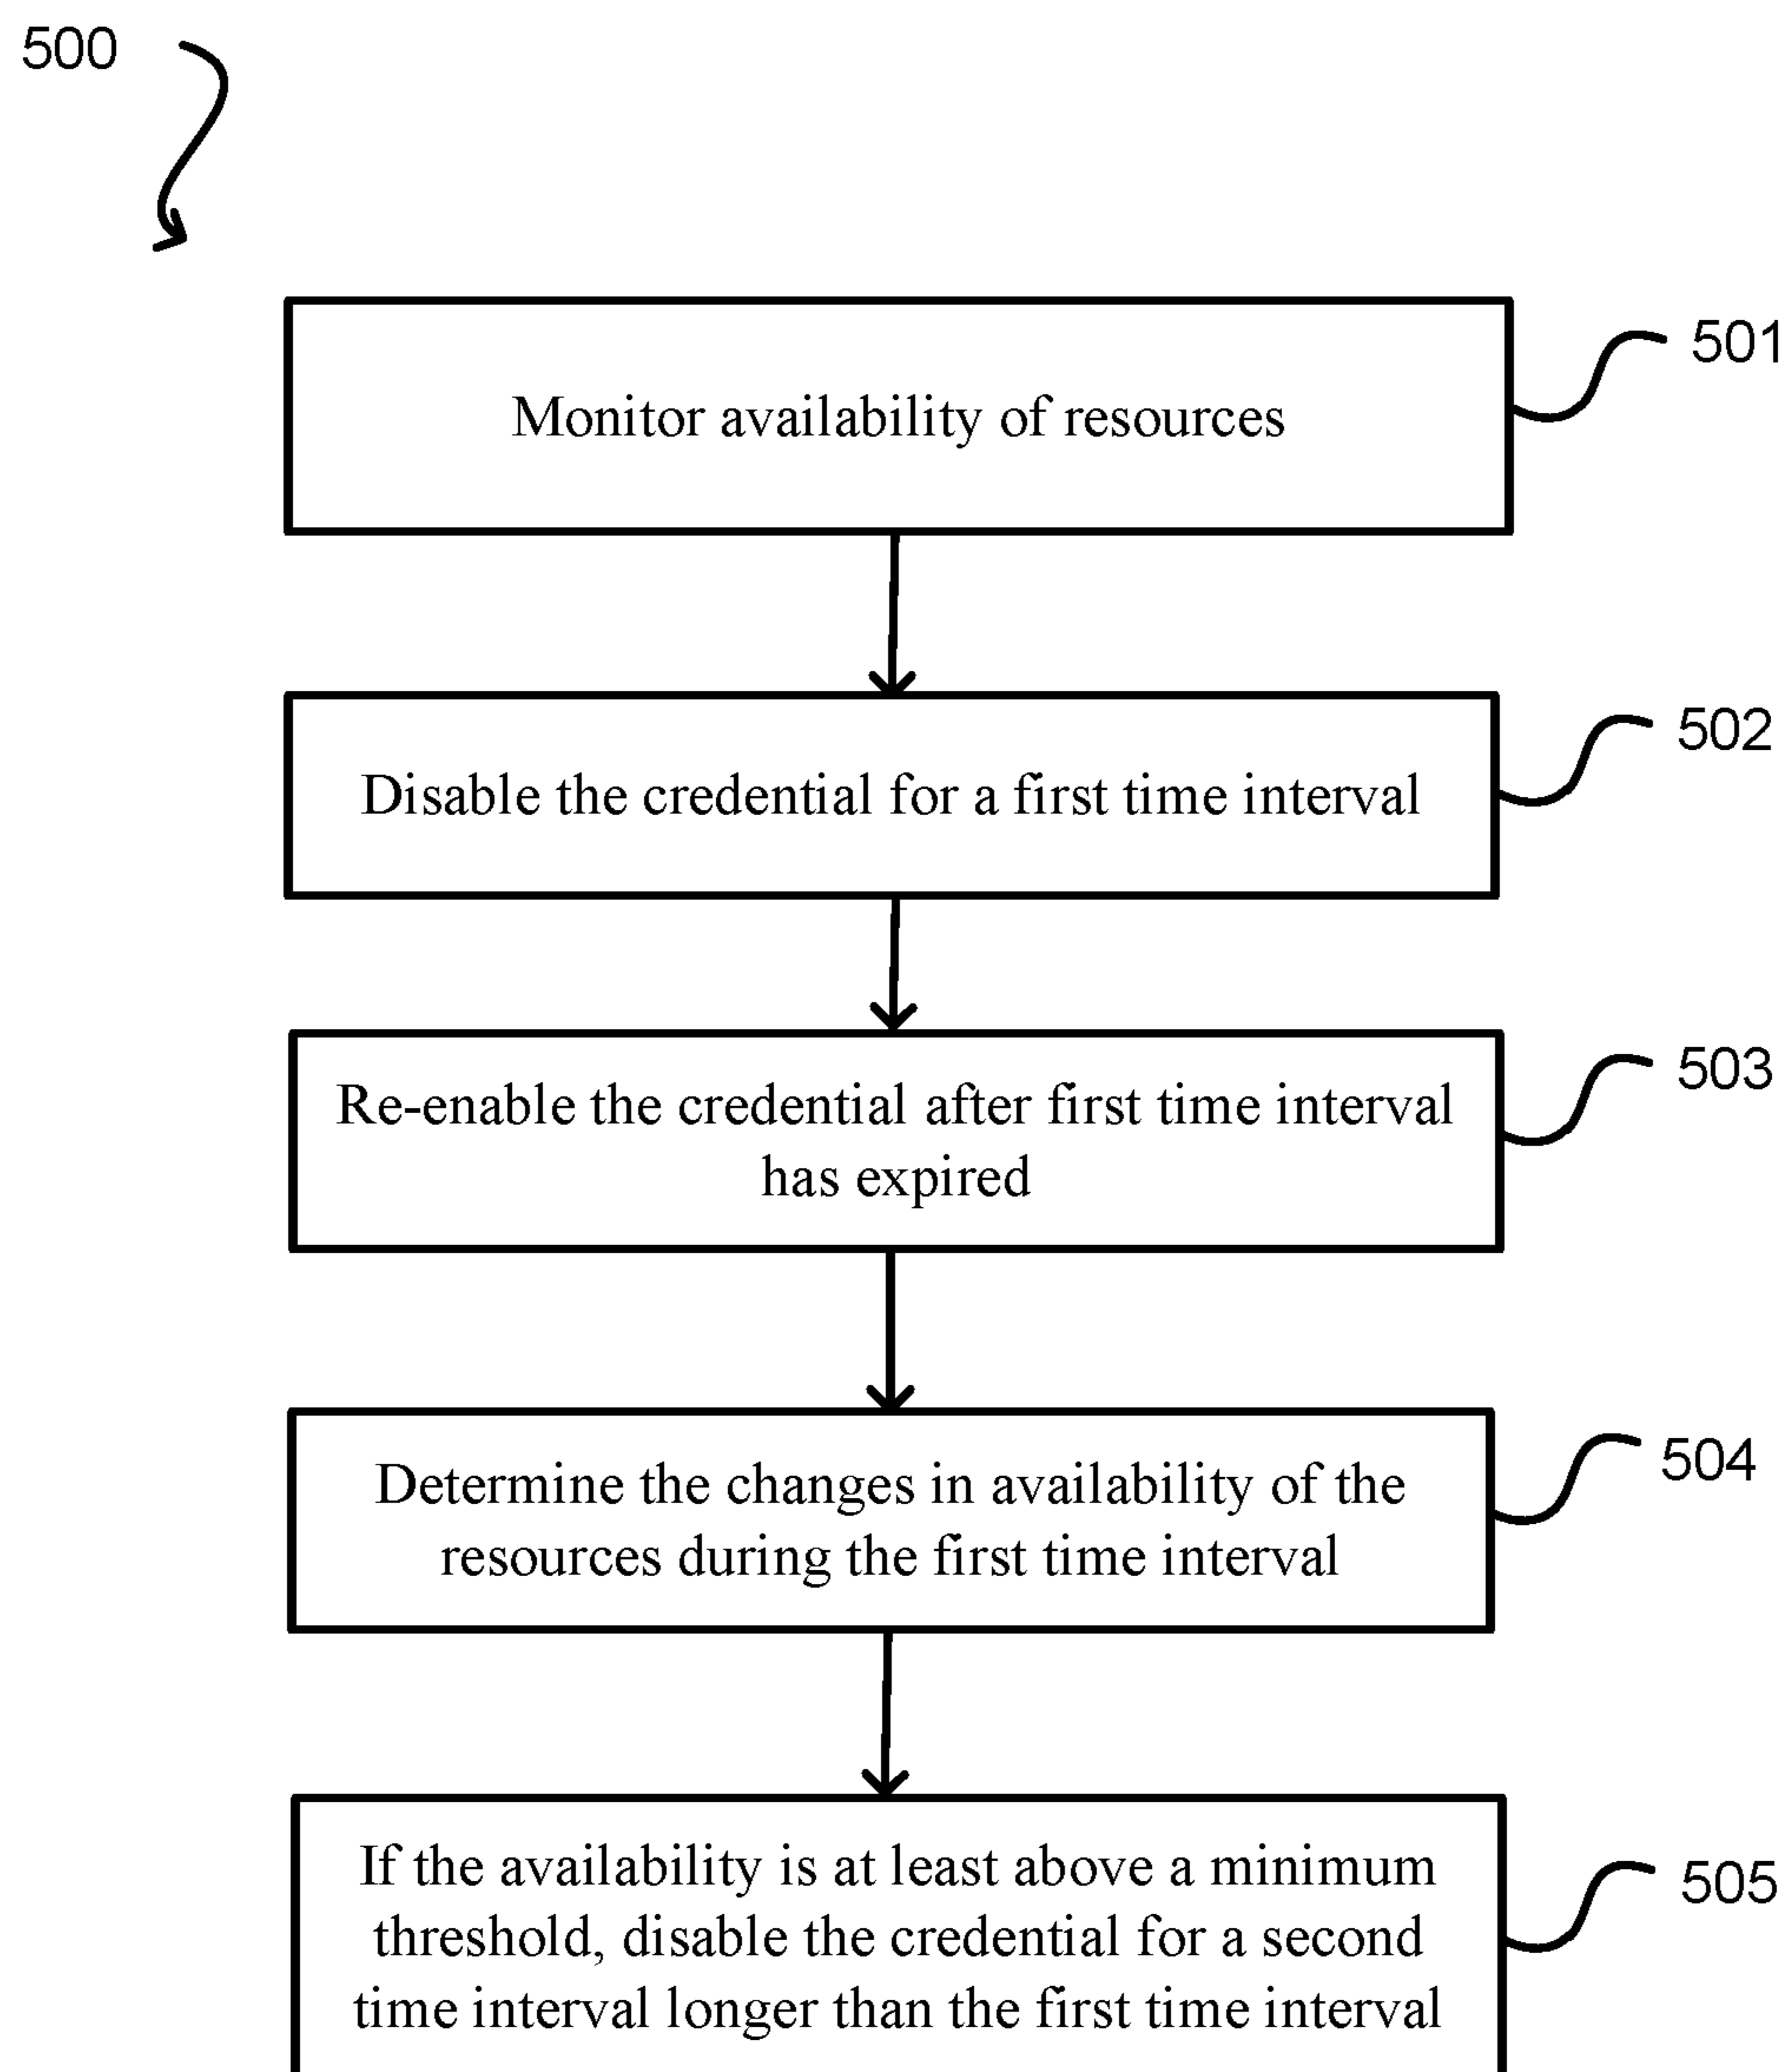 500
Monitor availability of resources
501
Disable the credential for a first time interval
502
Re-enable the credential after first time interval
has expired
503
Determine the changes in availability of the
resources during the first time interval
504
If the availability is at least above a minimum
threshold, disable the credential for a second
time interval longer than the first time interval
505